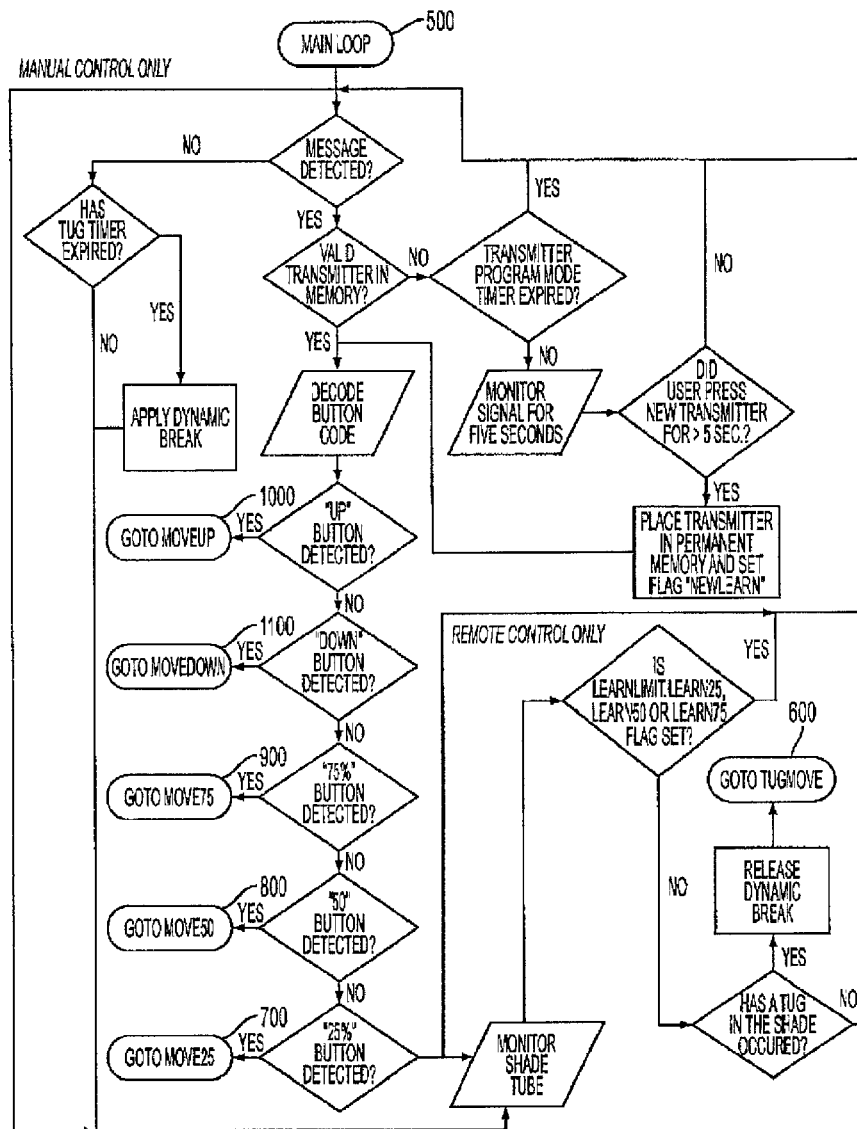 500
MAIN LOOP
MANUAL CONTROL ONLY
NO
MESSAGE
DETECTED?
YES
HAS
TUG TIMER
EXPIRED?
YES
NO
VALID
TRANSMITTER IN
MEMORY?
NO
TRANSMITTER
PROGRAM MODE
TIMER EXPIRED?
YES
NO
NO
YES
APPLY DYNAMIC
BREAK
DECODE
BUTTON
CODE
MONITOR
SIGNAL FOR
FIVE SECONDS
DID
USER PRESS
NEW TRANSMITTER
FOR > 5 SEC.?
YES
PLACE TRANSMITTER
IN PERMANENT
MEMORY AND SET
FLAG "NEWLEARN"
1000
GOTO MOVEUP
YES
"UP"
BUTTON
DETECTED?
NO
1100
GOTO MOVEDOWN
YES
"DOWN"
BUTTON
DETECTED?
NO
REMOTE CONTROL ONLY
IS
LEARNLIMIT, LEARN25,
LEARN50 OR LEARN75
FLAG SET?
YES
600
GOTO TUGMOVE
900
GOTO MOVE75
YES
"75%"
BUTTON
DETECTED?
NO
NO
RELEASE
DYNAMIC
BREAK
YES
800
GOTO MOVE50
YES
"50"
BUTTON
DETECTED?
NO
HAS A TUG
IN THE SHADE
OCCURED?
NO
700
GOTO MOVE25
YES
"25%"
BUTTON
DETECTED?
MONITOR
SHADE
TUBE